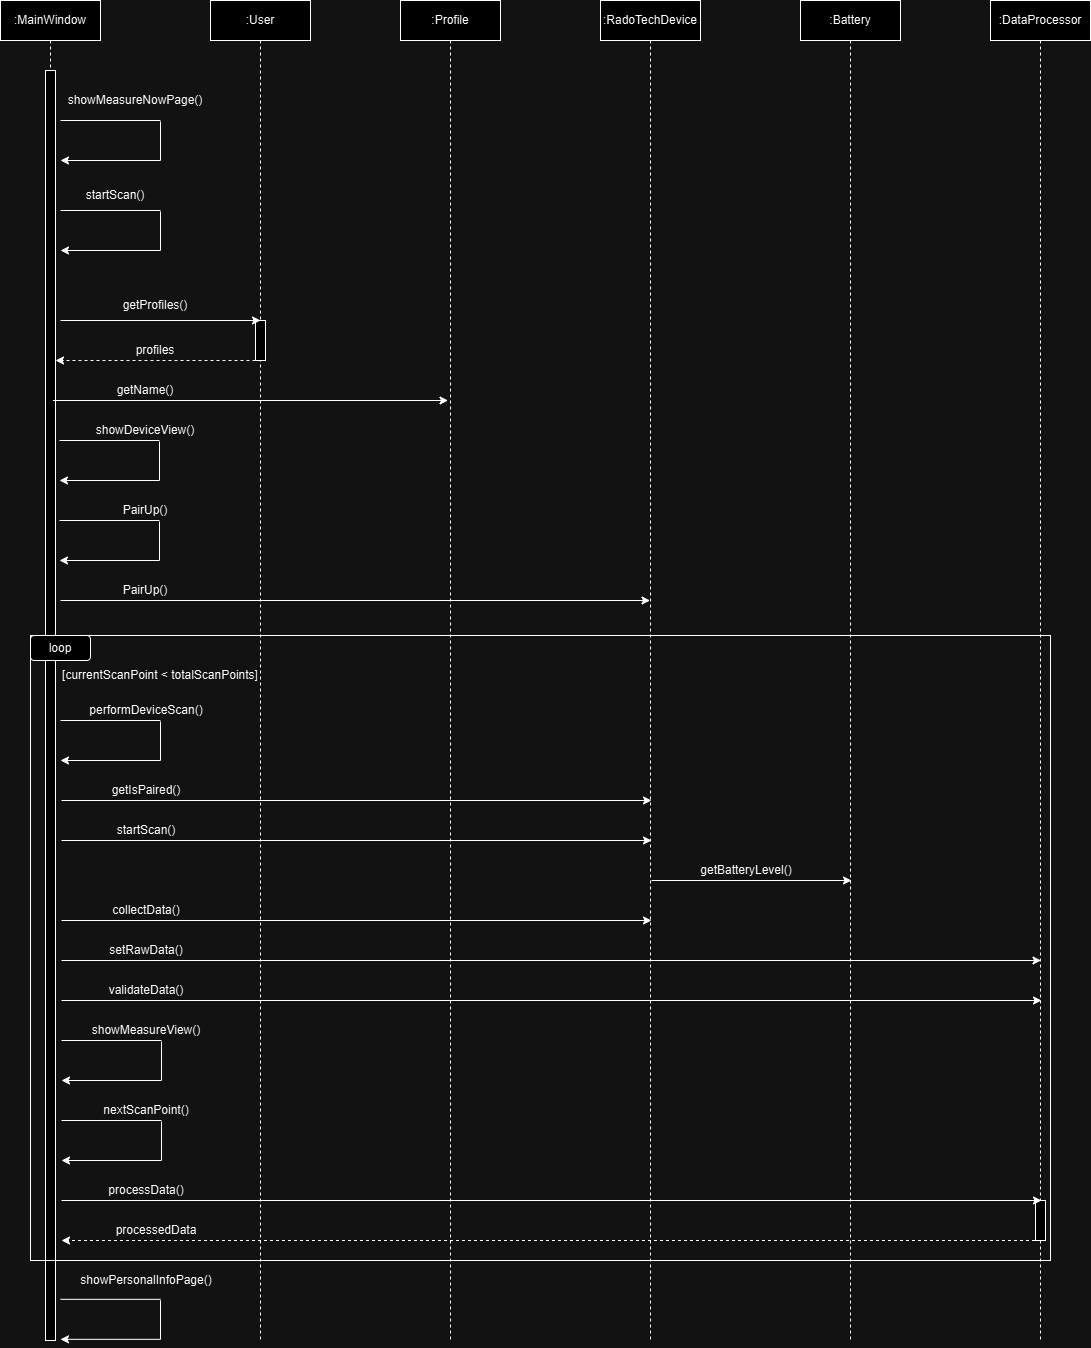 :MainWindow
:User
:Profile
:RadoTechDevice
:Battery
:DataProcessor
showMeasureNowPage()
startScan()
getProfiles()
profiles
getName()
showDeviceView()
PairUp()
PairUp()
loop
[currentScanPoint < totalScanPoints]
performDeviceScan()
getIsPaired()
startScan()
getBatteryLevel()
collectData()
setRawData()
validateData()
showMeasureView()
nextScanPoint()
processData()
processedData
showPersonalInfoPage()